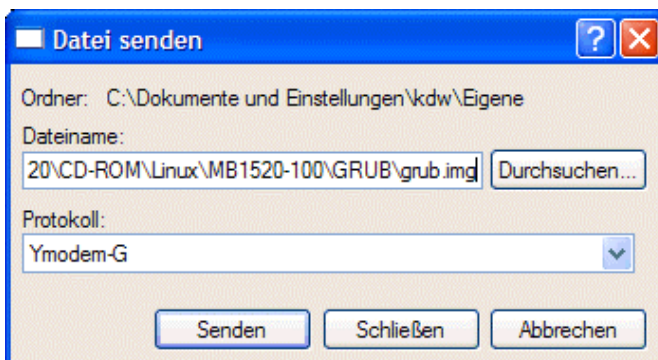 Datei senden
Ordner: C:\Dokumente und Einstellungen\kdw\Eigene
Dateiname:
20\CD-ROM\Linux\MB1520-100\GRUB\grub.img Durchsuchen...
Protokoll:
Ymodem-G
Senden Schließen Abbrechen